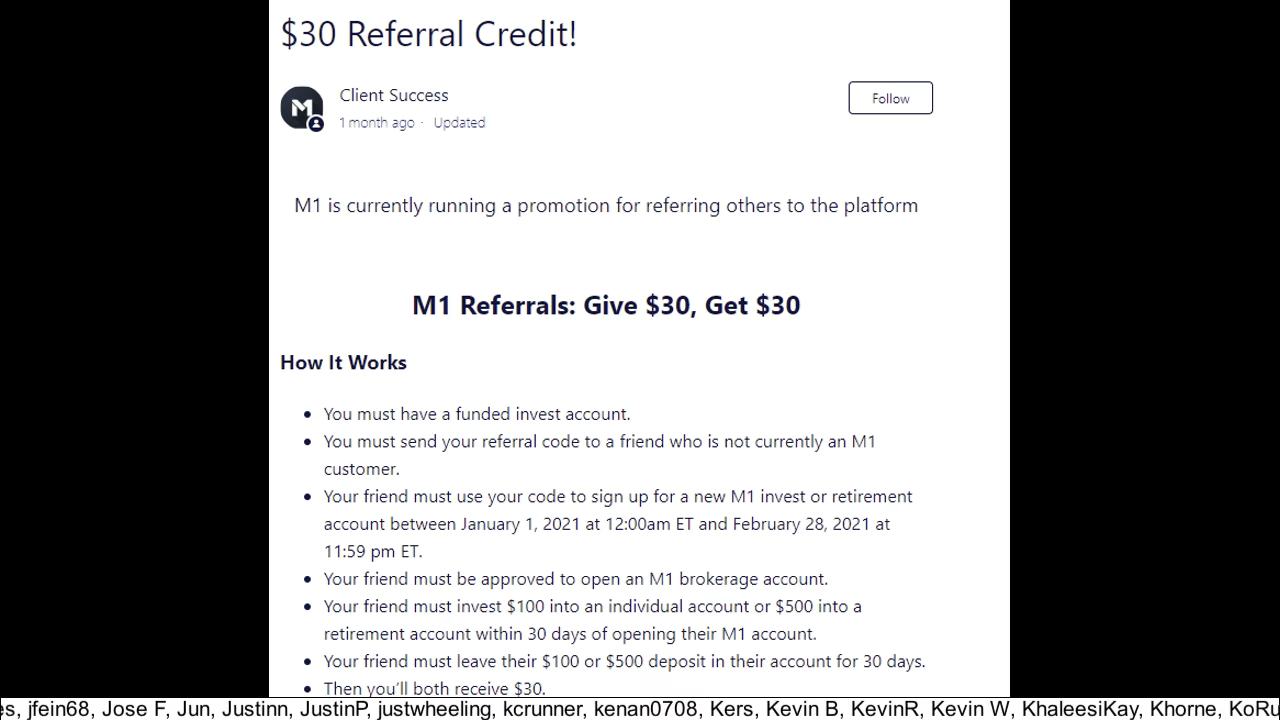 $30 Referral Credit!
Client Success
Follow
1 month ago · Updated
M1 is currently running a promotion for referring others to the platform
M1 Referrals: Give $30, Get $30
How It Works
• You must have a funded invest account.
• You must send your referral code to a friend who is not currently an M1
customer.
• Your friend must use your code to sign up for a new M1 invest or retirement
account between January 1, 2021 at 12:00am ET and February 28, 2021 at
11:59 pm ET.
• Your friend must be approved to open an M1 brokerage account.
• Your friend must invest $100 into an individual account or $500 into a
retirement account within 30 days of opening their M1 account.
• Your friend must leave their $100 or $500 deposit in their account for 30 days.
• Then you’ll both receive $30.
es, jfein68, Jose F, Jun, Justinn, JustinP, justwheeling, kcrunner, kenan0708, Kers, Kevin B, KevinR, Kevin W, KhaleesiKay, Khorne, KoRu